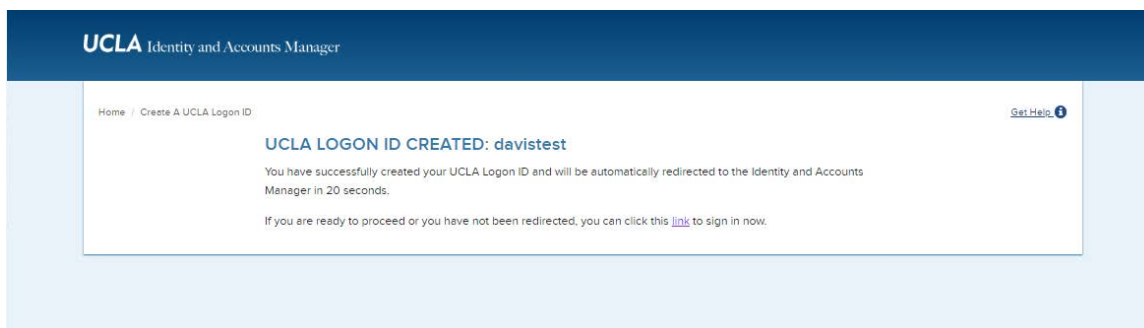 UCLA Identity and Accounts Manager
Home / Create A UCLA Logon ID
Get Help
UCLA LOGON ID CREATED: davistest
You have successfully created your UCLA Logon ID and will be automatically redirected to the Identity and Accounts
Manager in 20 seconds.
If you are ready to proceed or you have not been redirected, you can click this link to sign in now.